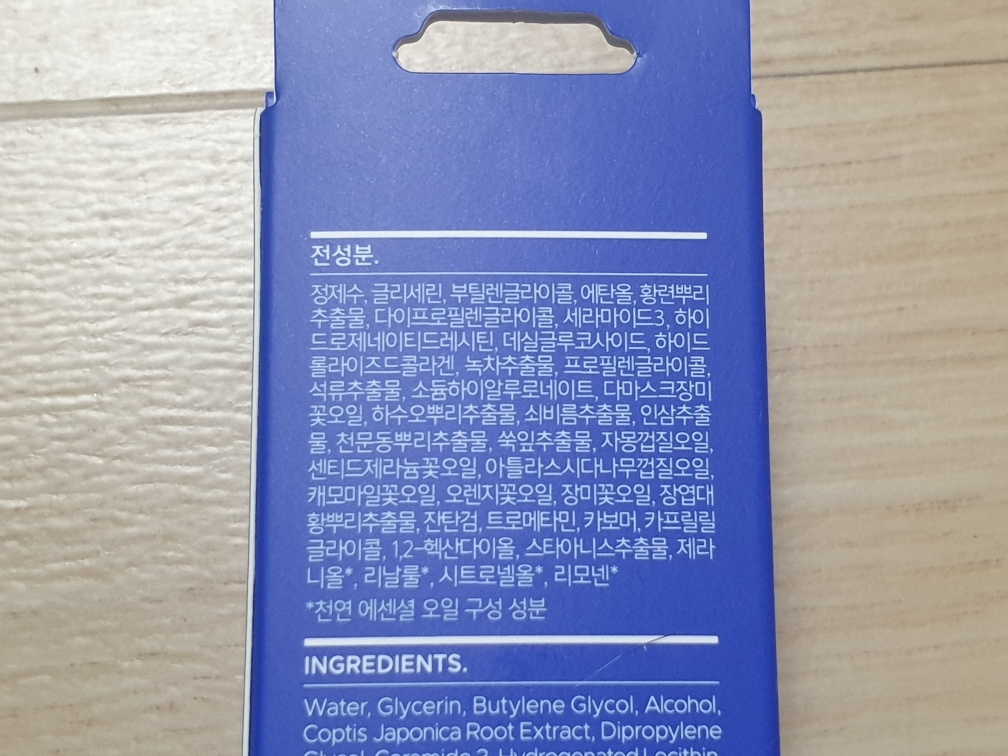 전성분.
정제수, 글리세린, 부틸렌글라이콜, 에탄올, 황련뿌리
추출물, 다이프로필렌글라이콜, 세라마이드3, 하이
드로제네이티드레시틴, 데실글루코사이드, 하이드
롤라이즈드콜라겐, 녹차추출물, 프로필렌글라이콜,
석류추출물, 소듐하이알루로네이트, 다마스크장미
꽃오일, 하수오뿌리추출물, 쇠비름추출물, 인삼추출
물, 천문동뿌리추출물, 쑥잎추출물, 자몽껍질오일,
센티드제라늄꽃오일, 아틀라스시다나무껍질오일,
캐모마일꽃오일, 오렌지꽃오일, 장미꽃오일, 장엽대
황뿌리추출물, 잔탄검, 트로메타민, 카보머, 카프릴릴
글라이콜, 1,2-헥산다이올, 스타아니스추출물, 제라
니올*, 리날룰*, 시트로넬올*, 리모넨*
*천연 에센셜 오일 구성 성분
INGREDIENTS.
Water, Glycerin, Butylene Glycol, Alcohol,
Coptis Japonica Root Extract, Dipropylene
Glycol, Ceramide 3, Hydrogenated Lecithin